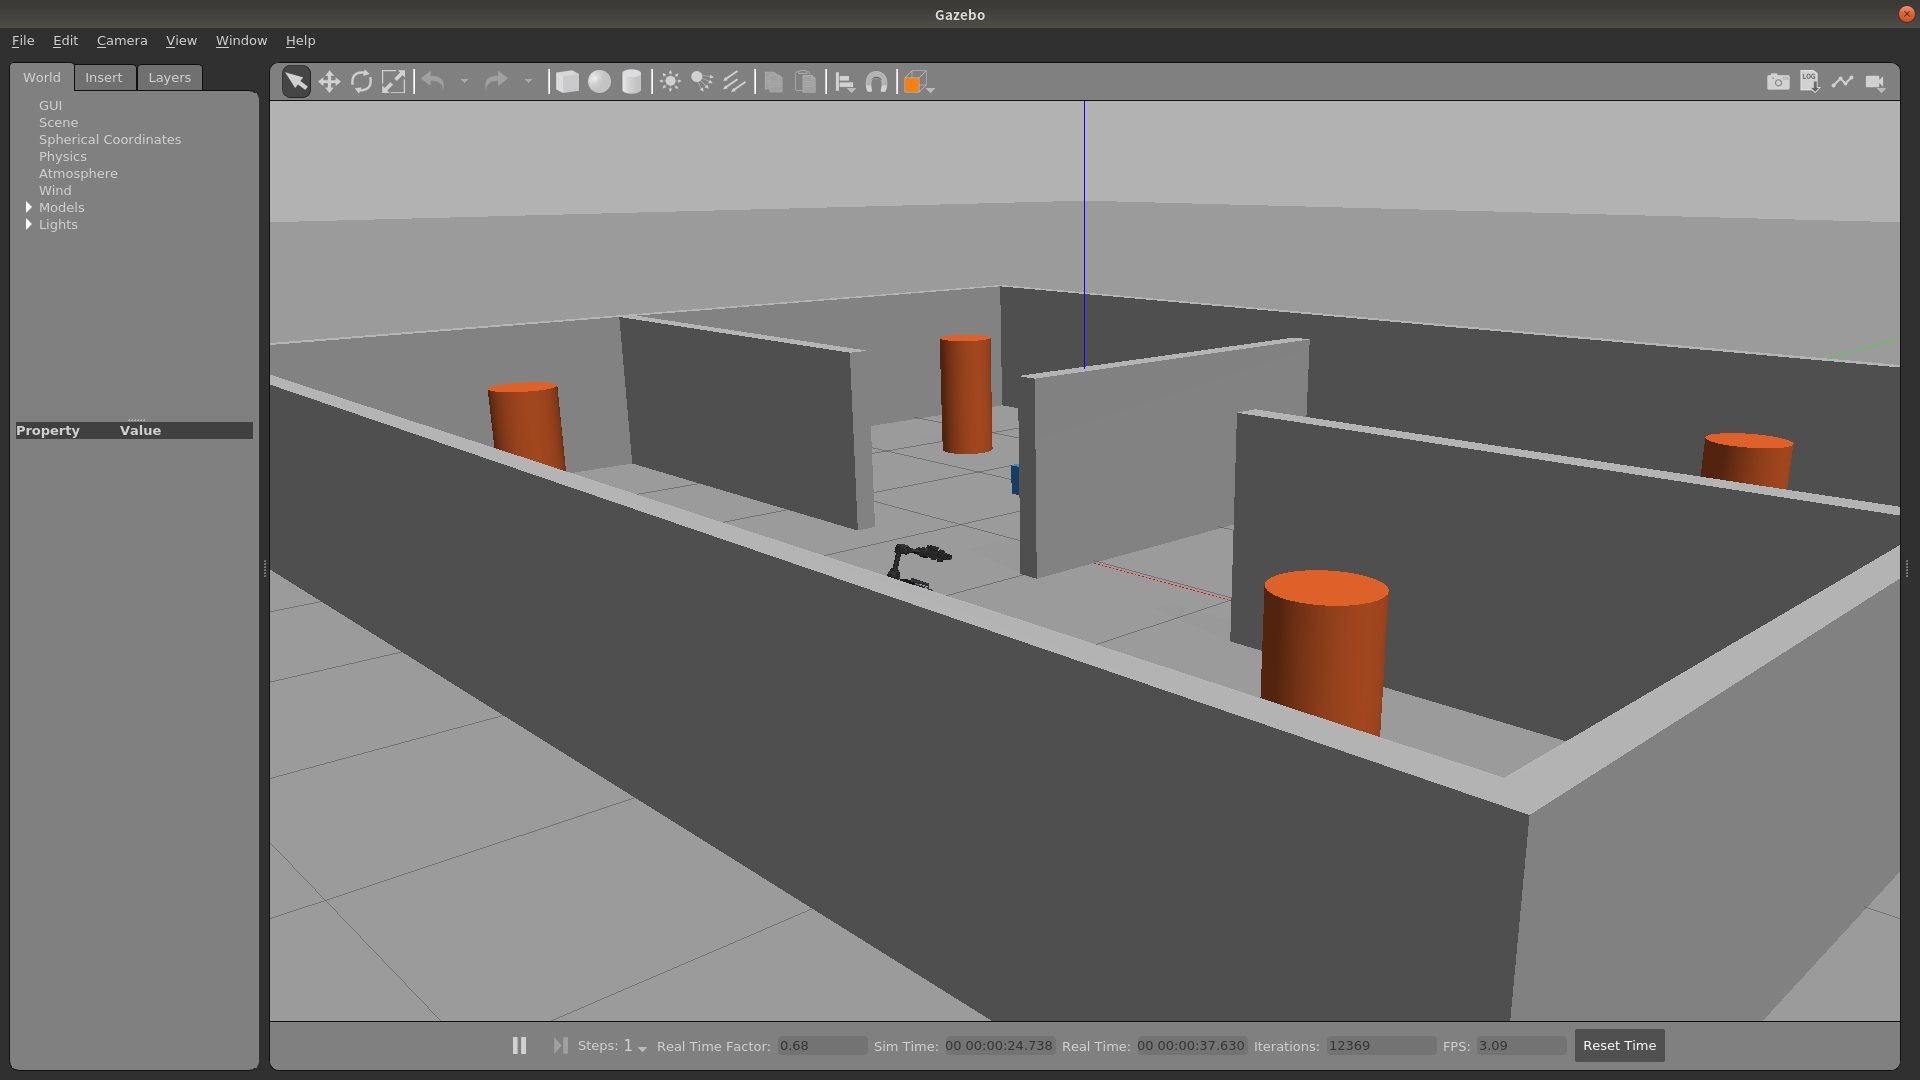 Gazebo
File Edit Camera View Window Help
World Insert Layers
LOG
GUI
Scene
Spherical Coordinates
Physics
Atmosphere
Wind
Models
Lights
Property Value
Steps: 1 Real Time Factor: 0.68 Sim Time: 00 00:00:24.738 Real Time: 00 00:00:37.630 Iterations: 12369 FPS: 3.09 Reset Time